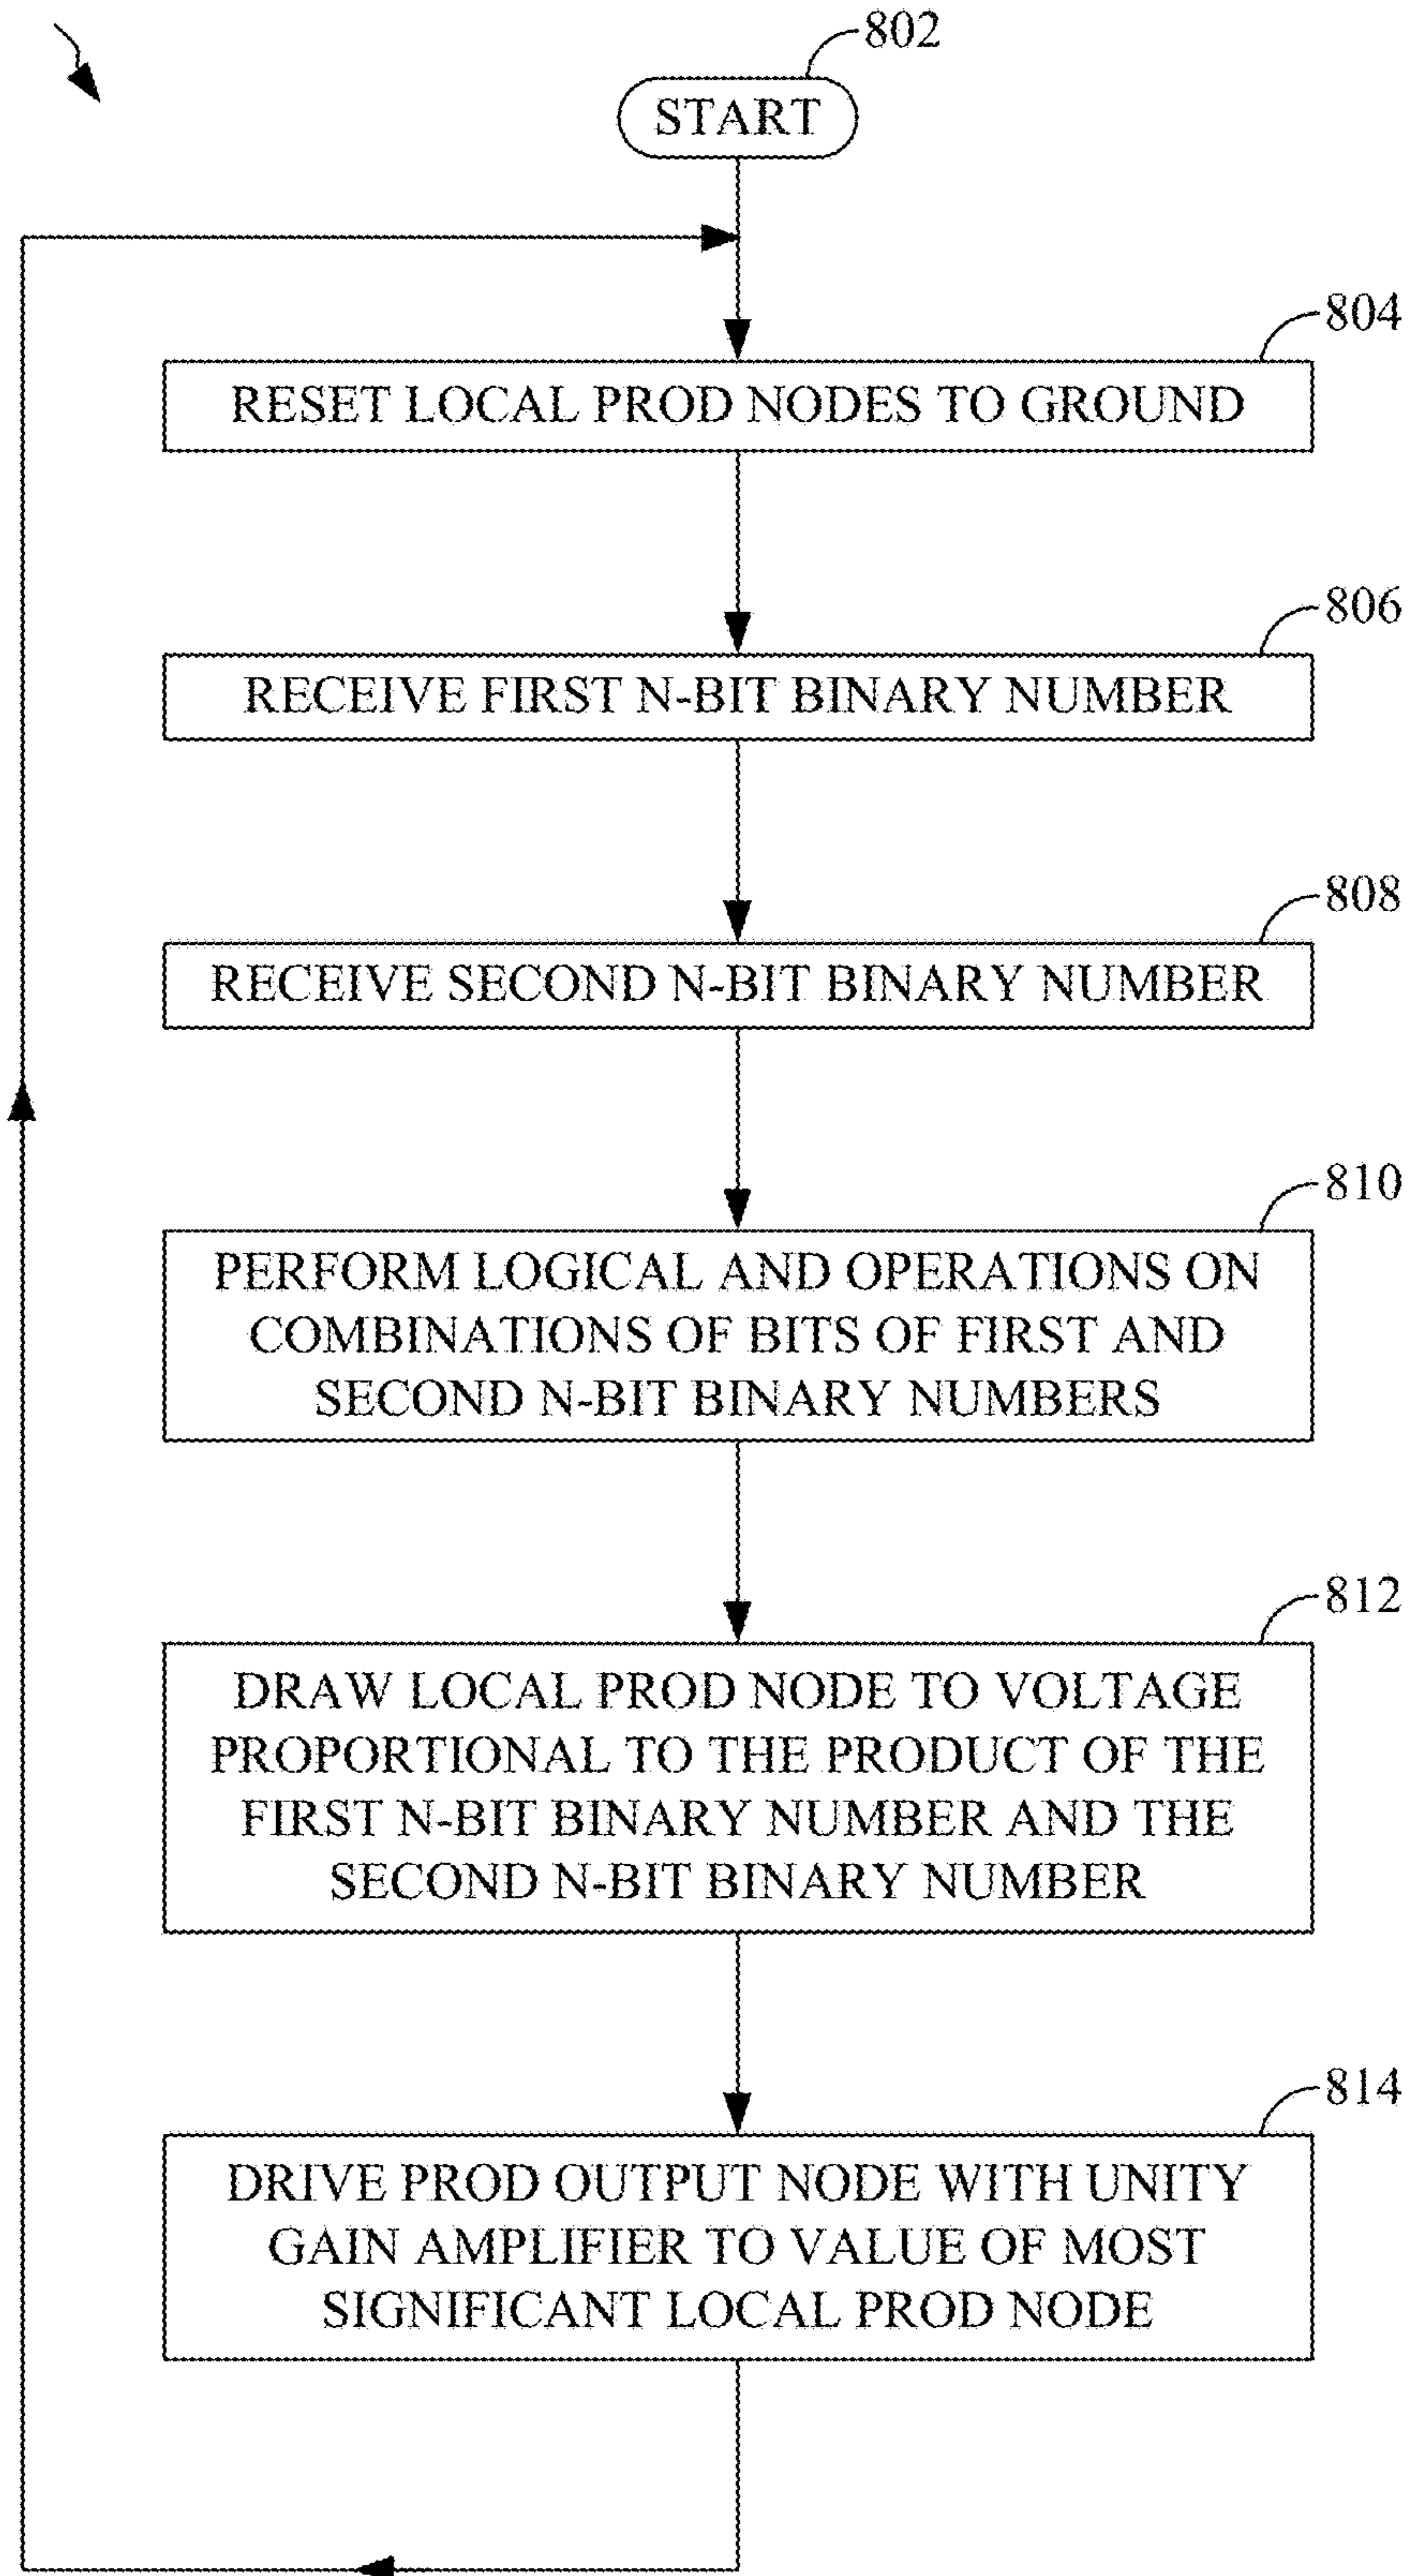 802
START
804
RESET LOCAL PROD NODES TO GROUND
806
RECEIVE FIRST N-BIT BINARY NUMBER
808
RECEIVE SECOND N-BIT BINARY NUMBER
810
PERFORM LOGICAL AND OPERATIONS ON
COMBINATIONS OF BITS OF FIRST AND
SECOND N-BIT BINARY NUMBERS
812
DRAW LOCAL PROD NODE TO VOLTAGE
PROPORTIONAL TO THE PRODUCT OF THE
FIRST N-BIT BINARY NUMBER AND THE
SECOND N-BIT BINARY NUMBER
814
DRIVE PROD OUTPUT NODE WITH UNITY
GAIN AMPLIFIER TO VALUE OF MOST
SIGNIFICANT LOCAL PROD NODE